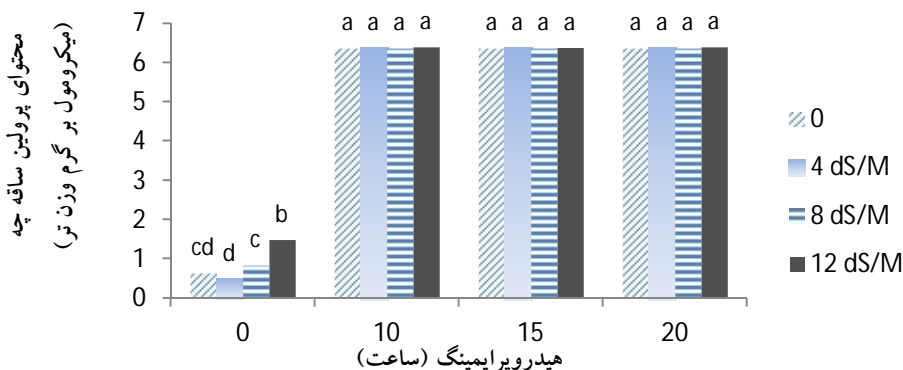 محتوای پرولین ساقه چه
(میکرومول بر گرم وزن تر)
7
6
5
4
3
2
1
0
cd d c b
a a a a
a a a a
a a a a
0 10 15 20
هیدروپرایمینگ (ساعت)
0
4 dS/M
8 dS/M
12 dS/M